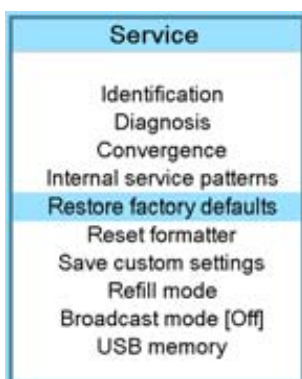 Service
Identification
Diagnosis
Convergence
Internal service patterns
Restore factory defaults
Reset formatter
Save custom settings
Refill mode
Broadcast mode [Off]
USB memory